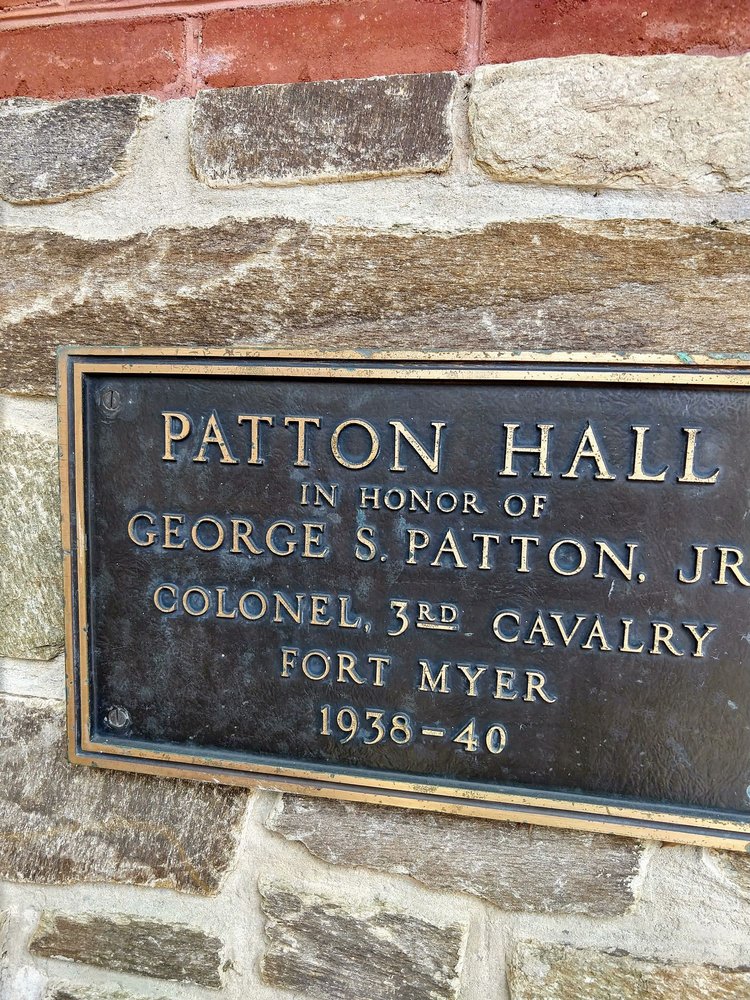 PATTON HALL
IN HONOR OF
GEORGE S. PATTON, JR
COLONEL, 3RD CAVALRY
FORT MYER
1938-40